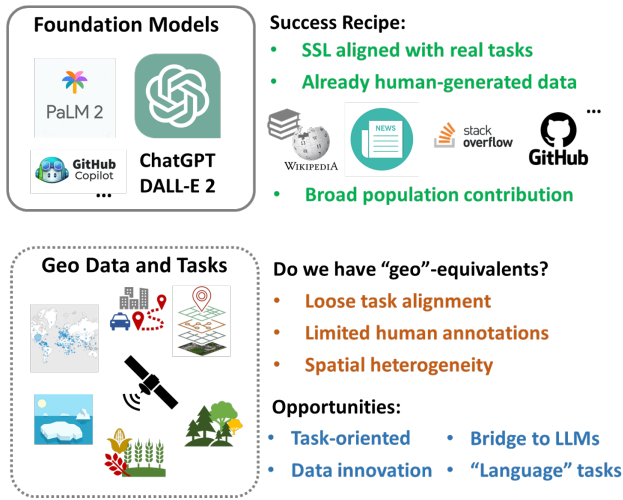 Foundation Models
PaLM 2
GitHub
Copilot
...
ChatGPT
DALL-E 2
Success Recipe:
• SSL aligned with real tasks
• Already human-generated data
WIKIPEDIA
NEWS
stack
overflow
GitHub
...
• Broad population contribution
Geo Data and Tasks
Do we have “geo”-equivalents?
• Loose task alignment
• Limited human annotations
• Spatial heterogeneity
Opportunities:
• Task-oriented
• Bridge to LLMs
• Data innovation
• “Language” tasks